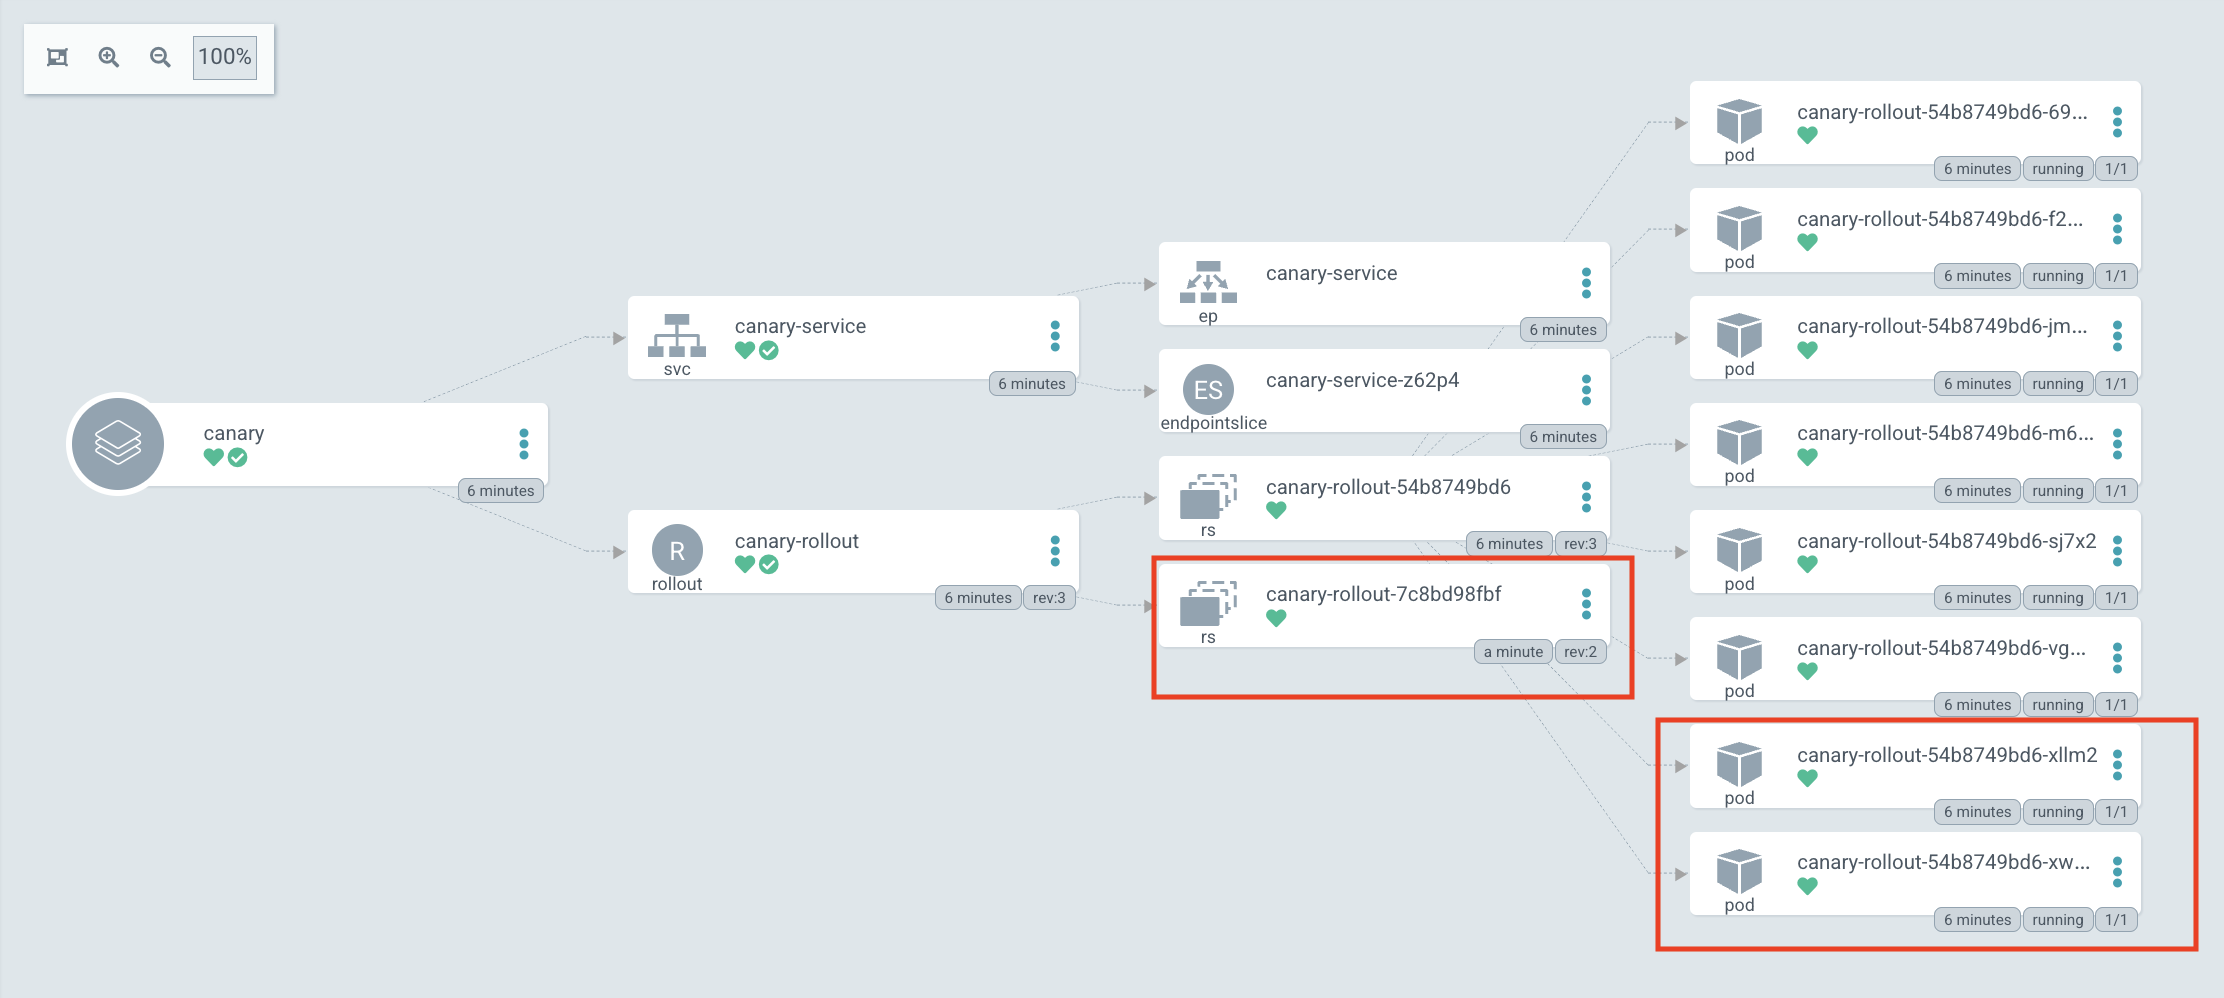 100%
canary
6 minutes
canary-service
svc
6 minutes
R
canary-rollout
rollout
6 minutes rev:3
canary-service
ep
6 minutes
ES
canary-service-z62p4
endpointslice
6 minutes
canary-rollout-54b8749bd6
rs
6 minutes rev:3
canary-rollout-7c8bd98fbf
rs
a minute rev:2
canary-rollout-54b8749bd6-69...
pod
6 minutes running 1/1
canary-rollout-54b8749bd6-f2...
pod
6 minutes running 1/1
canary-rollout-54b8749bd6-jm...
pod
6 minutes running 1/1
canary-rollout-54b8749bd6-m6...
pod
6 minutes running 1/1
canary-rollout-54b8749bd6-sj7x2
pod
6 minutes running 1/1
canary-rollout-54b8749bd6-vg...
pod
6 minutes running 1/1
canary-rollout-54b8749bd6-xllm2
pod
6 minutes running 1/1
canary-rollout-54b8749bd6-xw...
pod
6 minutes running 1/1